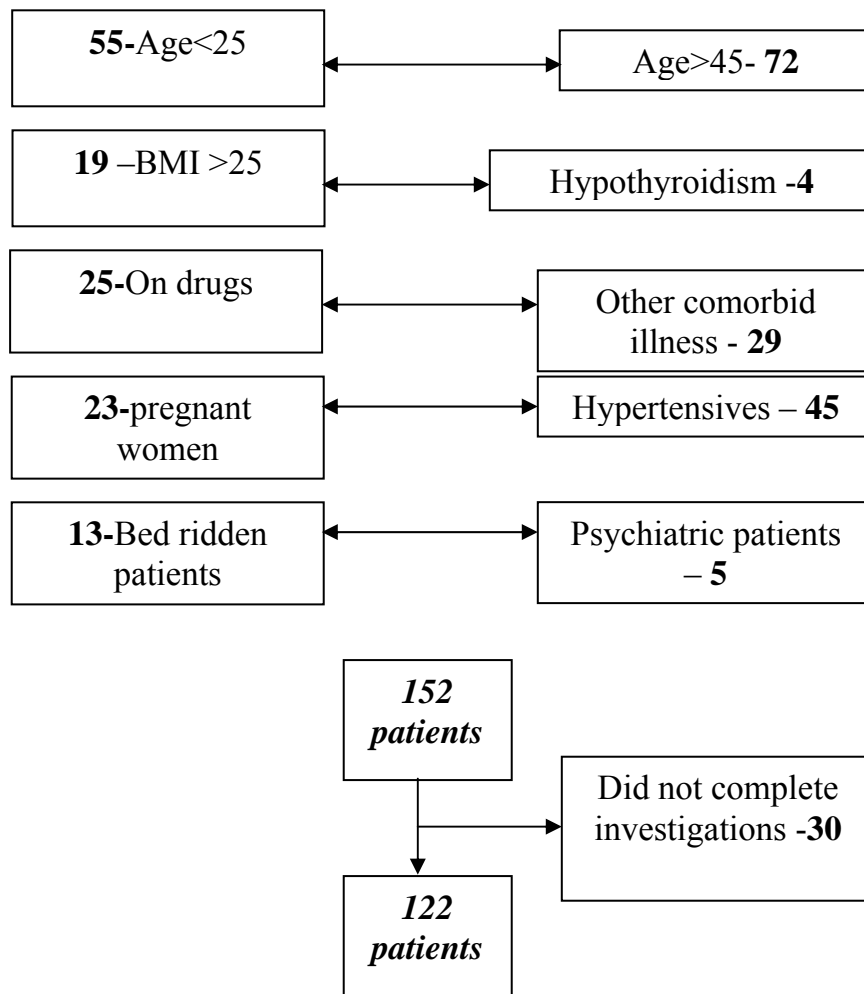 55-Age<25
Age>45- 72
19 –BMI >25
Hypothyroidism -4
25-On drugs
Other comorbid
illness - 29
23-pregnant
women
Hypertensives – 45
13-Bed ridden
patients
Psychiatric patients
– 5
152
patients
Did not complete
investigations -30
122
patients